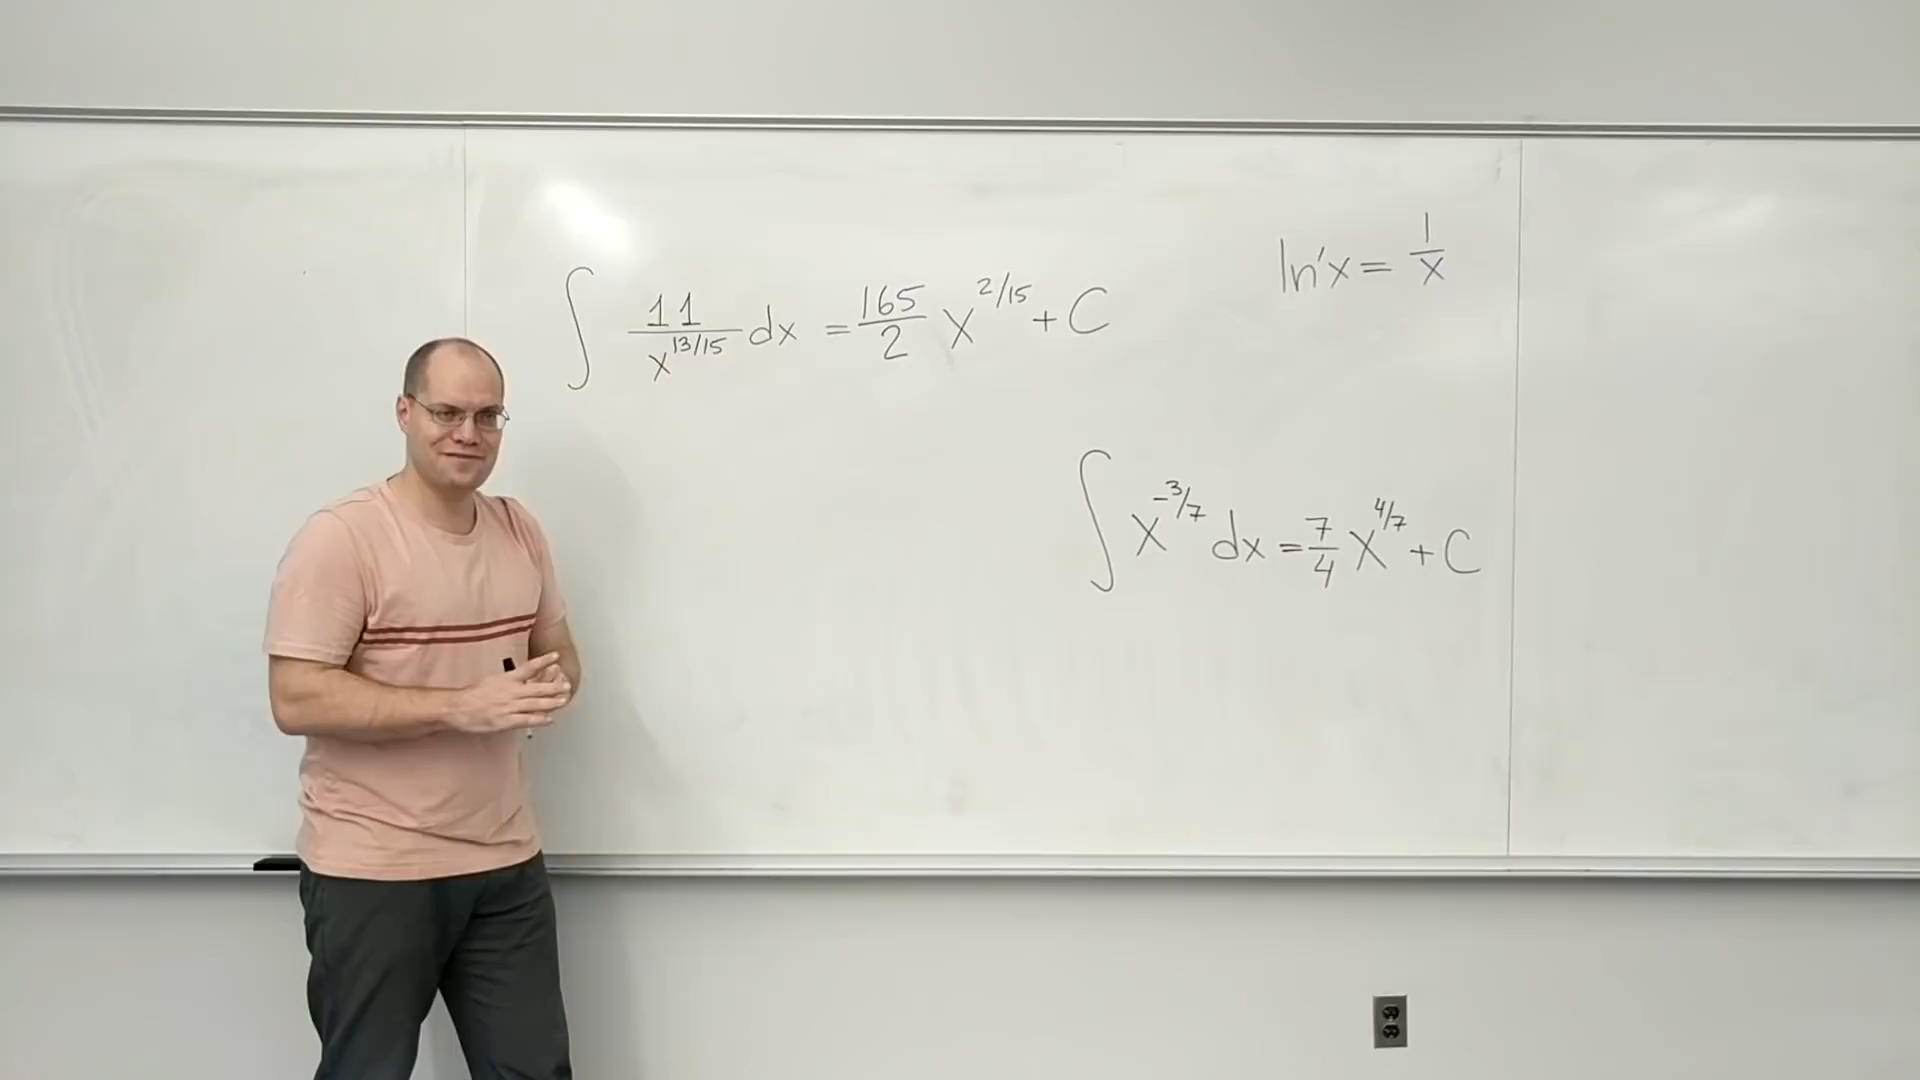 ∫ 11/x^{13/15} dx = 165/2 x^{2/15} + C
ln'x = 1/x
∫ x^{-3/7} dx = 7/4 x^{4/7} + C